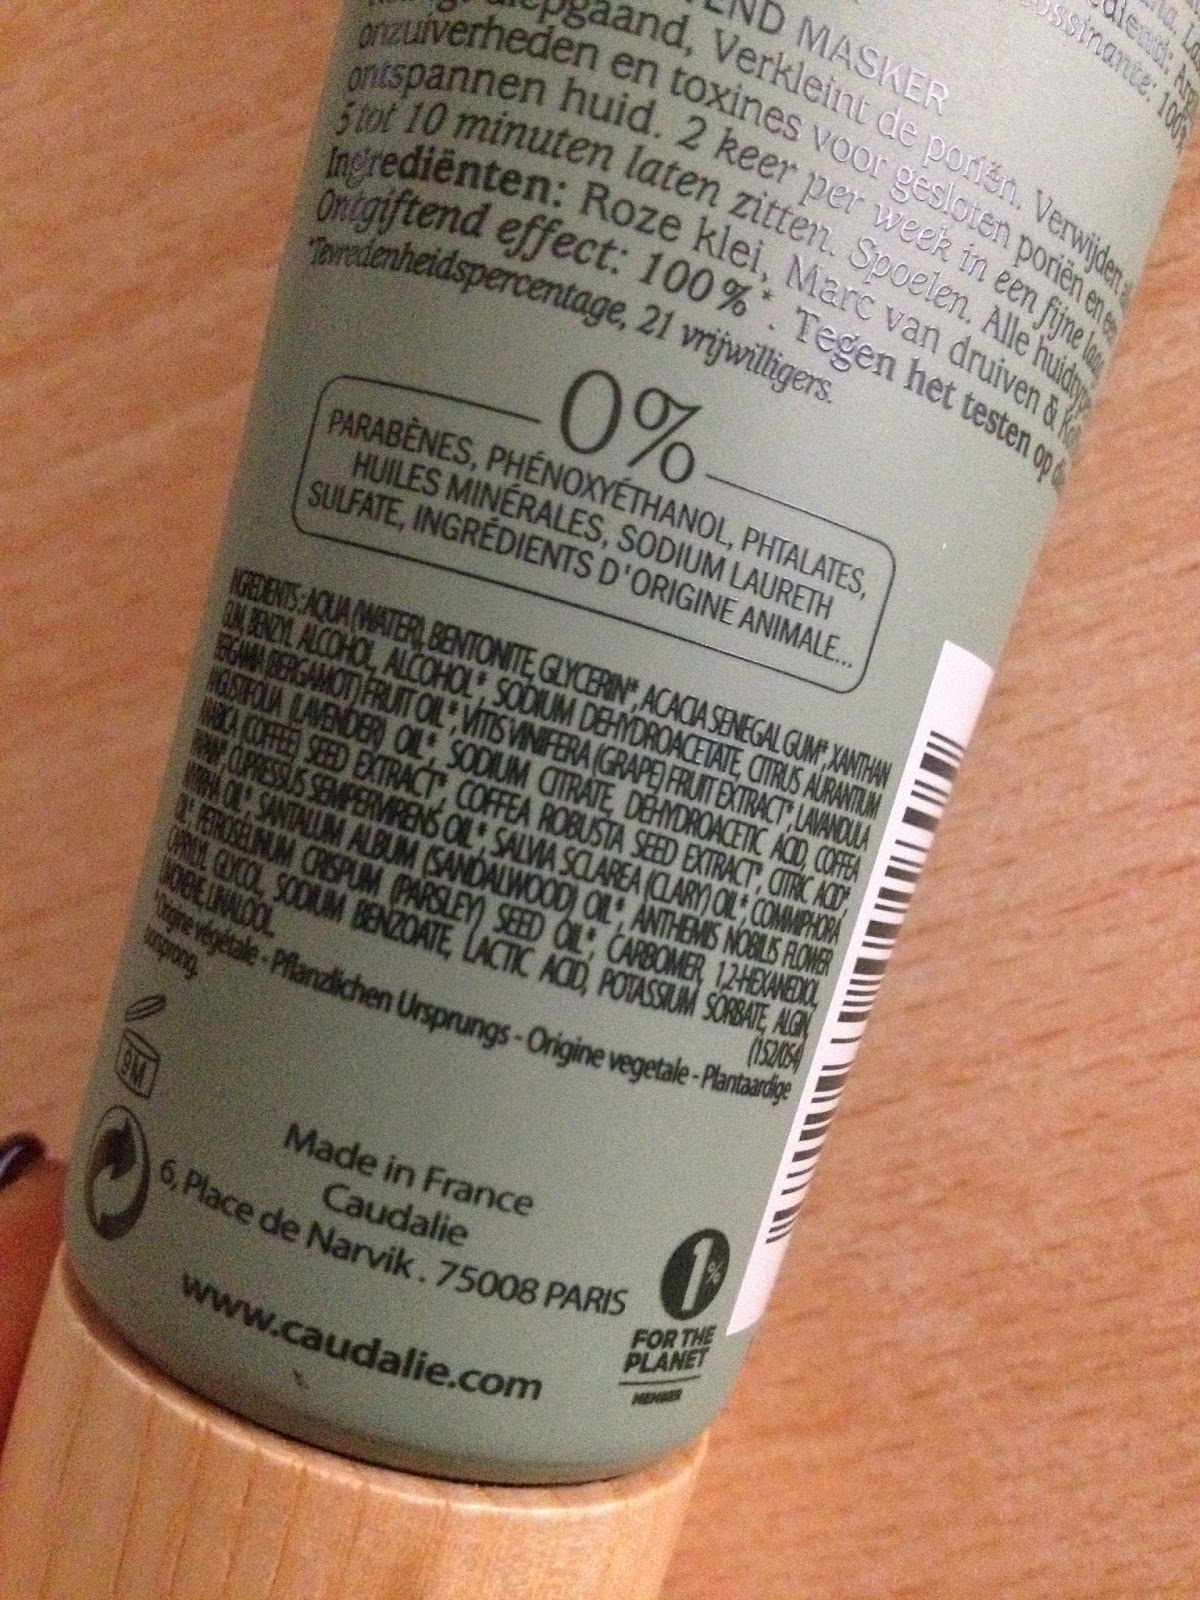 TEND MASKER
diepgaand, Verkleint de poriën. Verwijden
onzuiverheden en toxines voor gesloten poriën en een
ontspannen huid. 2 keer per week in een fijne laag
5 tot 10 minuten laten zitten. Spoelen. Alle huidtype
Ingrediënten: Roze klei, Marc van druiven &
Ontgiftend effect: 100%*. Tegen het testen op
*Tevredenheidspercentage, 21 vrijwilligers.
0%
PARABÈNES, PHÉNOXYÉTHANOL, PHTALATES,
HUILES MINÉRALES, SODIUM LAURETH
SULFATE, INGRÉDIENTS D'ORIGINE ANIMALE...
INGREDIENTS: AQUA (WATER), BENTONITE, GLYCERIN*, ACACIA SENEGAL GUM*, XANTHAN
GUM, BENZYL ALCOHOL, ALCOHOL*, SODIUM DEHYDROACETATE, CITRUS AURANTIUM
BERGAMIA (BERGAMOT) FRUIT OIL*, VITIS VINIFERA (GRAPE) FRUIT EXTRACT*, LAVANDULA
ANGUSTIFOLIA (LAVENDER) OIL*, SODIUM CITRATE, DEHYDROACETIC ACID, COFFEA
ARABICA (COFFEE) SEED EXTRACT*, COFFEA ROBUSTA SEED EXTRACT*, CITRIC ACID*,
CUPRESSUS SEMPERVIRENS OIL*, SALVIA SCLAREA (CLARY) OIL*, COMMIPHORA
MYRRHA OIL*, SANTALUM ALBUM (SANDALWOOD) OIL*, ANTHEMIS NOBILIS FLOWER
OIL*, PETROSELINUM CRISPUM (PARSLEY) SEED OIL*, CARBOMER, 1,2-HEXANEDIOL,
CAPRYLYL GLYCOL, SODIUM BENZOATE, LACTIC ACID, POTASSIUM SORBATE, ALGIN,
LIMONENE, LINALOOL. (152/054)
*Origine végétale - Pflanzlichen Ursprungs - Origine vegetale - Plantaardige
oorsprong.
9M
Made in France
Caudalie
6, Place de Narvik . 75008 PARIS
www.caudalie.com
1%
FOR THE
PLANET
MEMBER